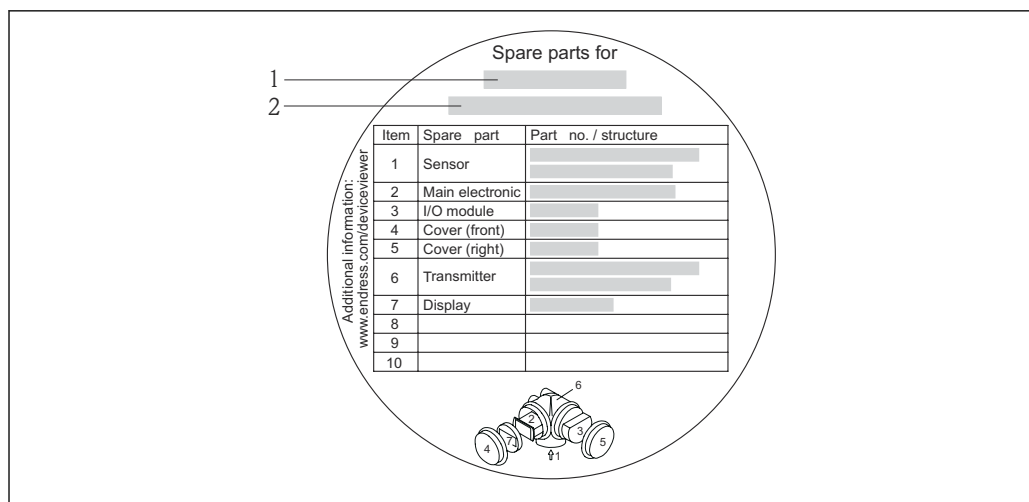 Spare parts for
1
2
Item Spare part Part no. / structure
1 Sensor
2 Main electronic
3 I/O module
4 Cover (front)
5 Cover (right)
6 Transmitter
7 Display
8
9
10
Additional information:
www.endress.com/deviceviewer
6
2
3
7
4
5
1